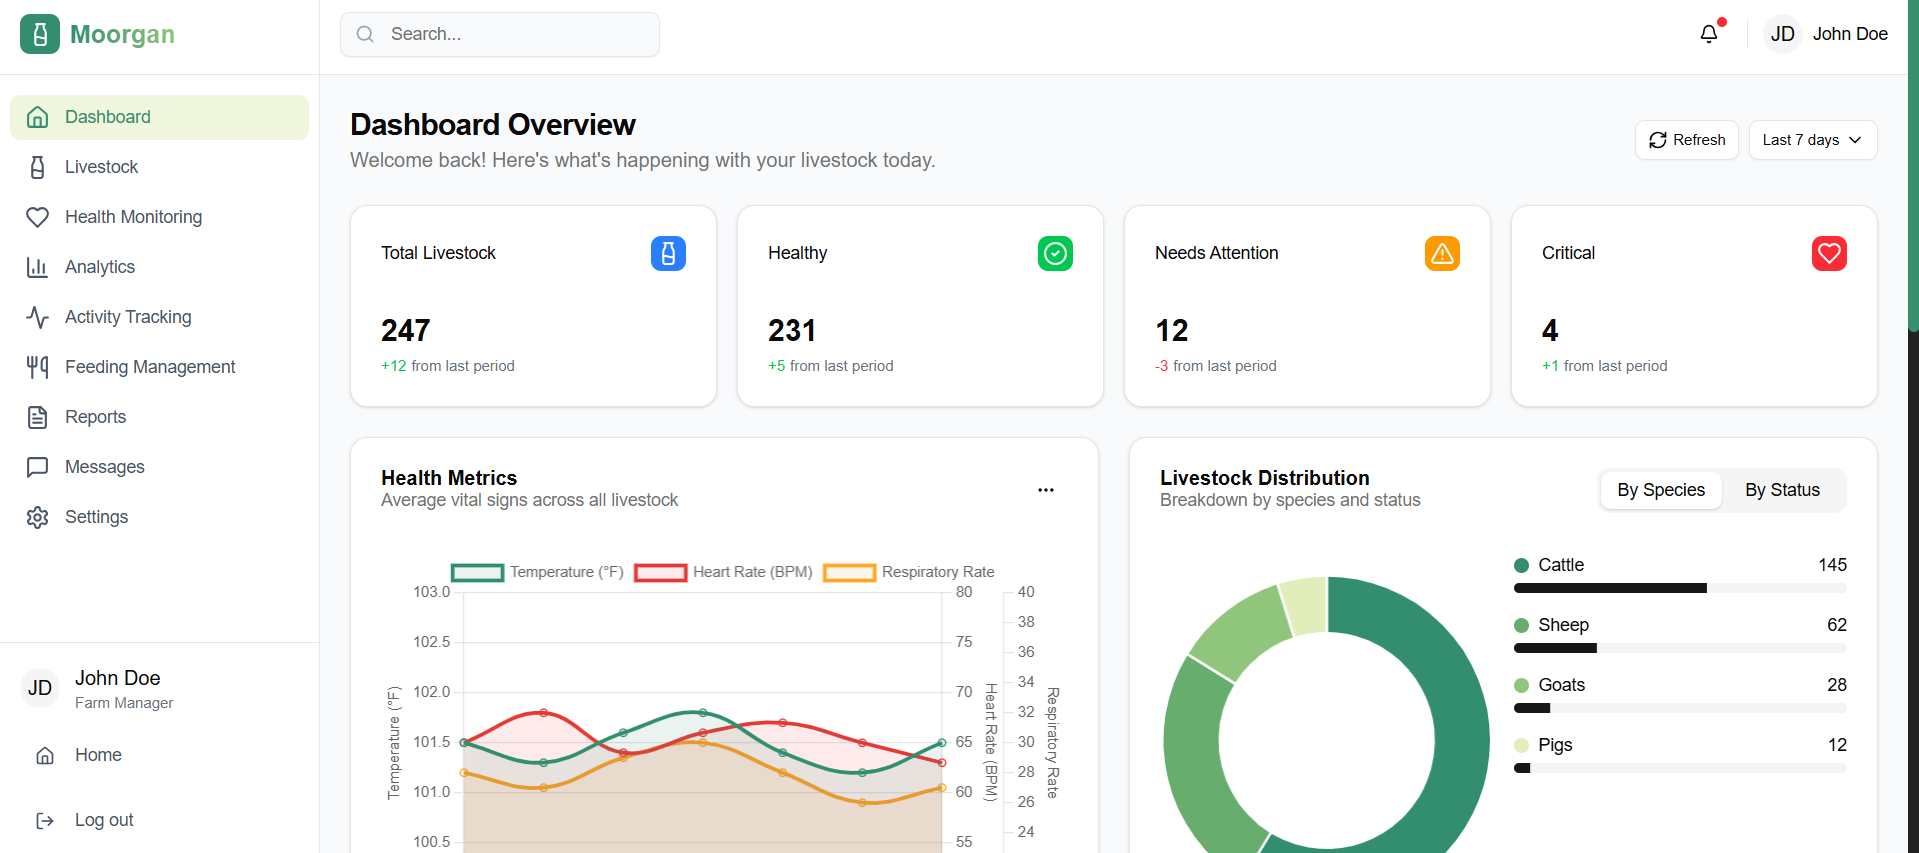 Moorgan
Search...
JD John Doe
Dashboard
Livestock
Health Monitoring
Analytics
Activity Tracking
Feeding Management
Reports
Messages
Settings
JD
John Doe
Farm Manager
Home
Log out
Dashboard Overview
Welcome back! Here's what's happening with your livestock today.
Refresh
Last 7 days
Total Livestock
247
+12 from last period
Healthy
231
+5 from last period
Needs Attention
12
-3 from last period
Critical
4
+1 from last period
Health Metrics
Average vital signs across all livestock
Temperature (°F) Heart Rate (BPM) Respiratory Rate
Temperature (°F)
103.0
102.5
102.0
101.5
101.0
100.5
80
75
70
65
60
55
Heart Rate (BPM)
40
38
36
34
32
30
28
26
24
Respiratory Rate
Livestock Distribution
Breakdown by species and status
By Species By Status
Cattle 145
Sheep 62
Goats 28
Pigs 12